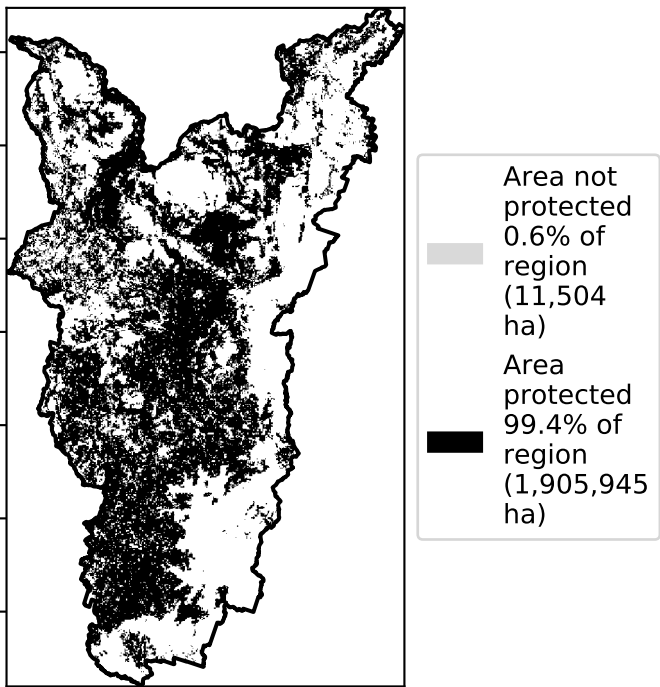 Area not
protected
0.6% of
region
(11,504
ha)
Area
protected
99.4% of
region
(1,905,945
ha)